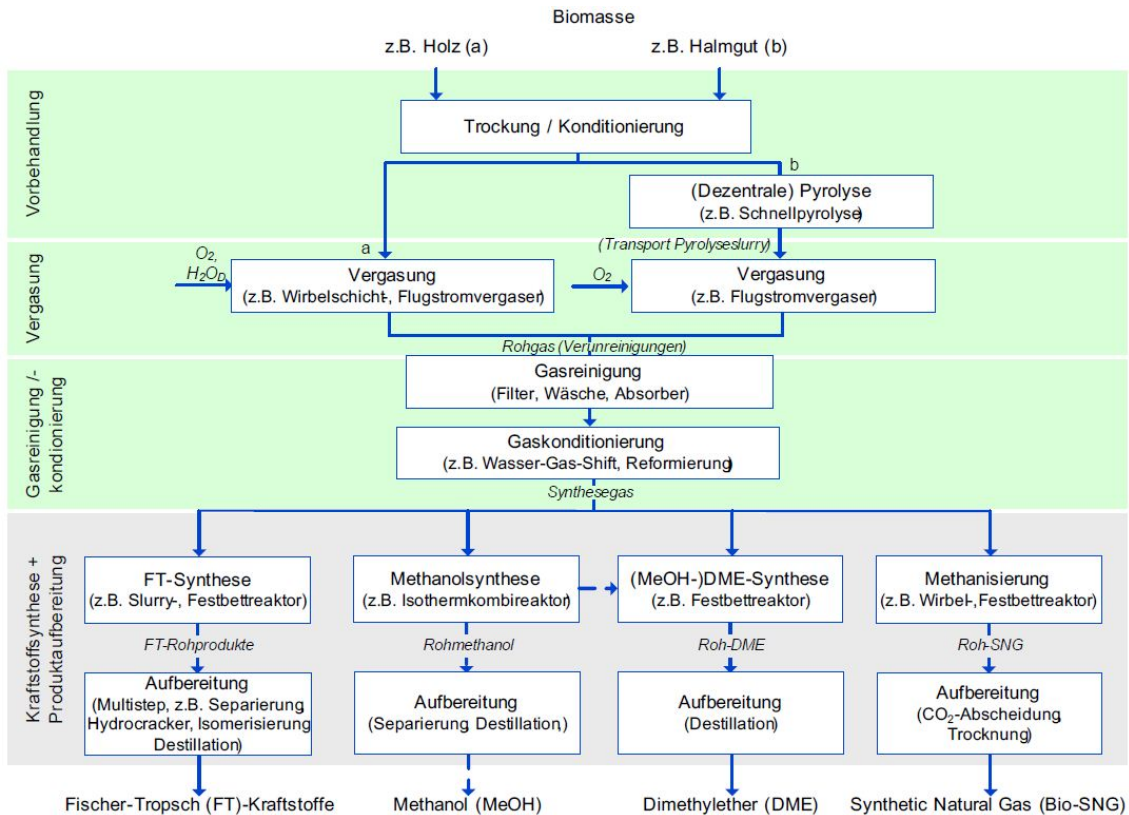 Biomasse
z.B. Holz (a)
z.B. Halmgut (b)
Vorbehandlung
Trockung / Konditionierung
b
(Dezentrale) Pyrolyse
(z.B. Schnellpyrolyse)
a
(Transport Pyrolyseslurry)
Vergasung
O₂,
H₂O_D
Vergasung
(z.B. Wirbelschicht-, Flugstromvergaser)
O₂
Vergasung
(z.B. Flugstromvergaser)
Rohgas (Verunreinigungen)
Gasreinigung /-
kondionierung
Gasreinigung
(Filter, Wäsche, Absorber)
Gaskonditionierung
(z.B. Wasser-Gas-Shift, Reformierung)
Synthesegas
Kraftstoffsynthese +
Produktaufbereitung
FT-Synthese
(z.B. Slurry-, Festbettreaktor)
Methanolsynthese
(z.B. Isothermkombireaktor)
(MeOH-)DME-Synthese
(z.B. Festbettreaktor)
Methanisierung
(z.B. Wirbel-,Festbettreaktor)
FT-Rohprodukte
Rohmethanol
Roh-DME
Roh-SNG
Aufbereitung
(Multistep, z.B. Separierung,
Hydrocracker, Isomerisierung
Destillation)
Aufbereitung
(Separierung, Destillation,)
Aufbereitung
(Destillation)
Aufbereitung
(CO₂-Abscheidung,
Trocknung)
Fischer-Tropsch (FT)-Kraftstoffe
Methanol (MeOH)
Dimethylether (DME)
Synthetic Natural Gas (Bio-SNG)